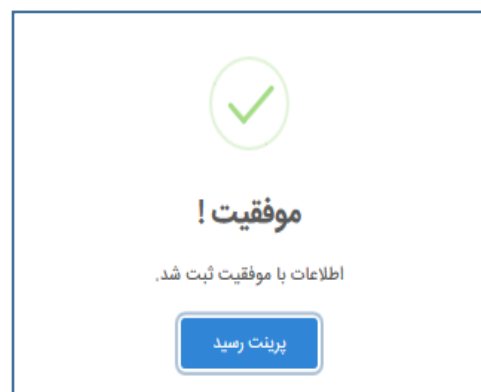 موفقیت !
اطلاعات با موفقیت ثبت شد.
پرینت رسید